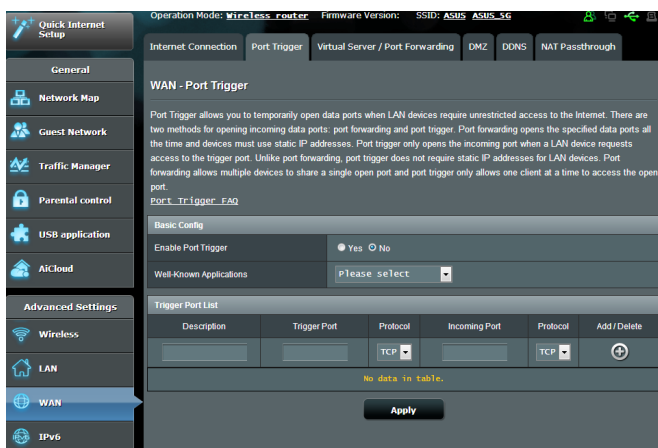 Operation Mode: Wireless router Firmware Version: SSID: ASUS ASUS_5G
Quick Internet Setup
Internet Connection Port Trigger Virtual Server / Port Forwarding DMZ DDNS NAT Passthrough
General
Network Map
Guest Network
Traffic Manager
Parental control
USB application
AiCloud
Advanced Settings
Wireless
LAN
WAN
IPv6
WAN - Port Trigger
Port Trigger allows you to temporarily open data ports when LAN devices require unrestricted access to the Internet. There are
two methods for opening incoming data ports: port forwarding and port trigger. Port forwarding opens the specified data ports all
the time and devices must use static IP addresses. Port trigger only opens the incoming port when a LAN device requests
access to the trigger port. Unlike port forwarding, port trigger does not require static IP addresses for LAN devices. Port
forwarding allows multiple devices to share a single open port and port trigger only allows one client at a time to access the open
port.
Port Trigger FAQ
Basic Config
Enable Port Trigger Yes No
Well-Known Applications Please select
Trigger Port List
Description Trigger Port Protocol Incoming Port Protocol Add / Delete
TCP TCP
No data in table.
Apply